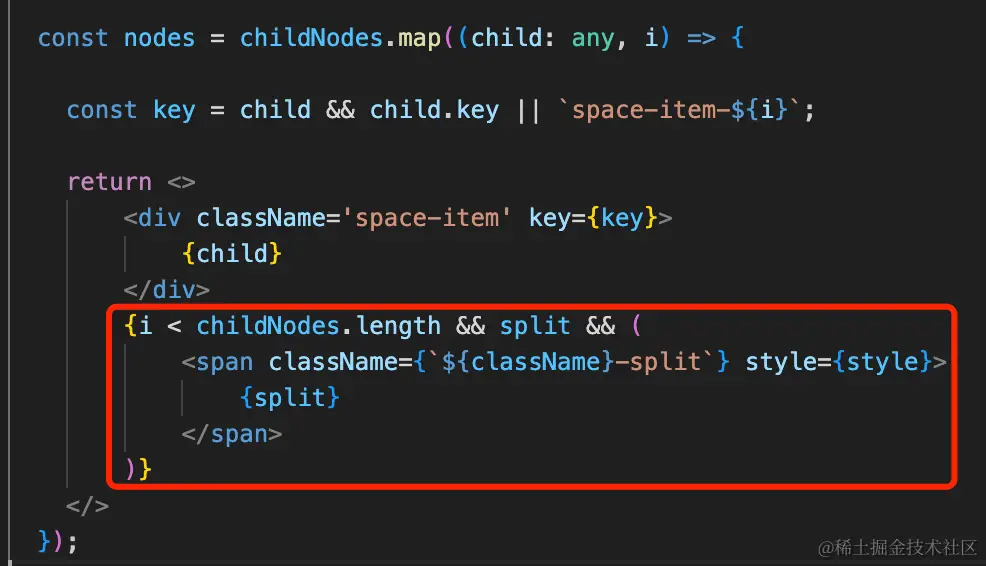 const nodes = childNodes.map((child: any, i) => {
const key = child && child.key || `space-item-${i}`;
return <>
<div className='space-item' key={key}>
{child}
</div>
{i < childNodes.length && split && (
<span className={`${className}-split`} style={style}>
{split}
</span>
)}
</>
});
@稀土掘金技术社区